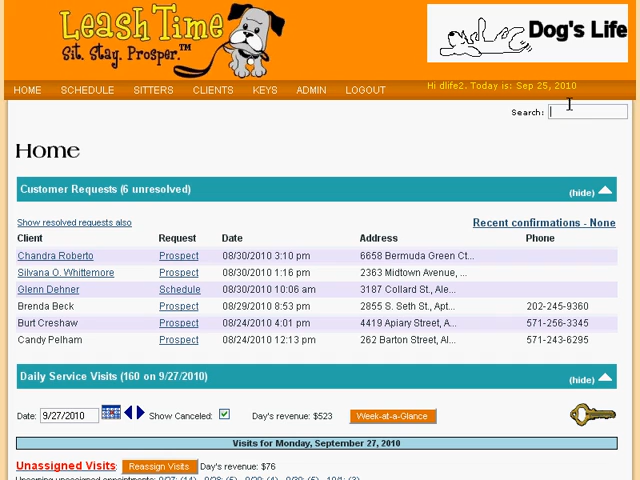 Leash Time
Sit. Stay. Prosper.™
Dog's Life
HOME SCHEDULE SITTERS CLIENTS KEYS ADMIN LOGOUT
Hi dlife2. Today is: Sep 25, 2010
Search:
Home
Customer Requests (6 unresolved) (hide)
Show resolved requests also Recent confirmations - None
Client Request Date Address Phone
Chandra Roberto Prospect 08/30/2010 3:10 pm 6658 Bermuda Green Ct...
Silvana O. Whittemore Prospect 08/30/2010 1:16 pm 2363 Midtown Avenue, ...
Glenn Dehner Schedule 08/30/2010 10:06 am 3187 Collard St., Ale...
Brenda Beck Prospect 08/29/2010 8:53 pm 2855 S. Seth St., Apt... 202-245-9360
Burt Creshaw Prospect 08/24/2010 4:01 pm 4419 Apiary Street, A... 571-256-3345
Candy Pelham Prospect 08/24/2010 12:13 pm 262 Barton Street, Al... 571-243-6295
Daily Service Visits (160 on 9/27/2010) (hide)
Date: 9/27/2010 Show Canceled: Day's revenue: $523 Week-at-a-Glance
Visits for Monday, September 27, 2010
Unassigned Visits: Reassign Visits Day's revenue: $76